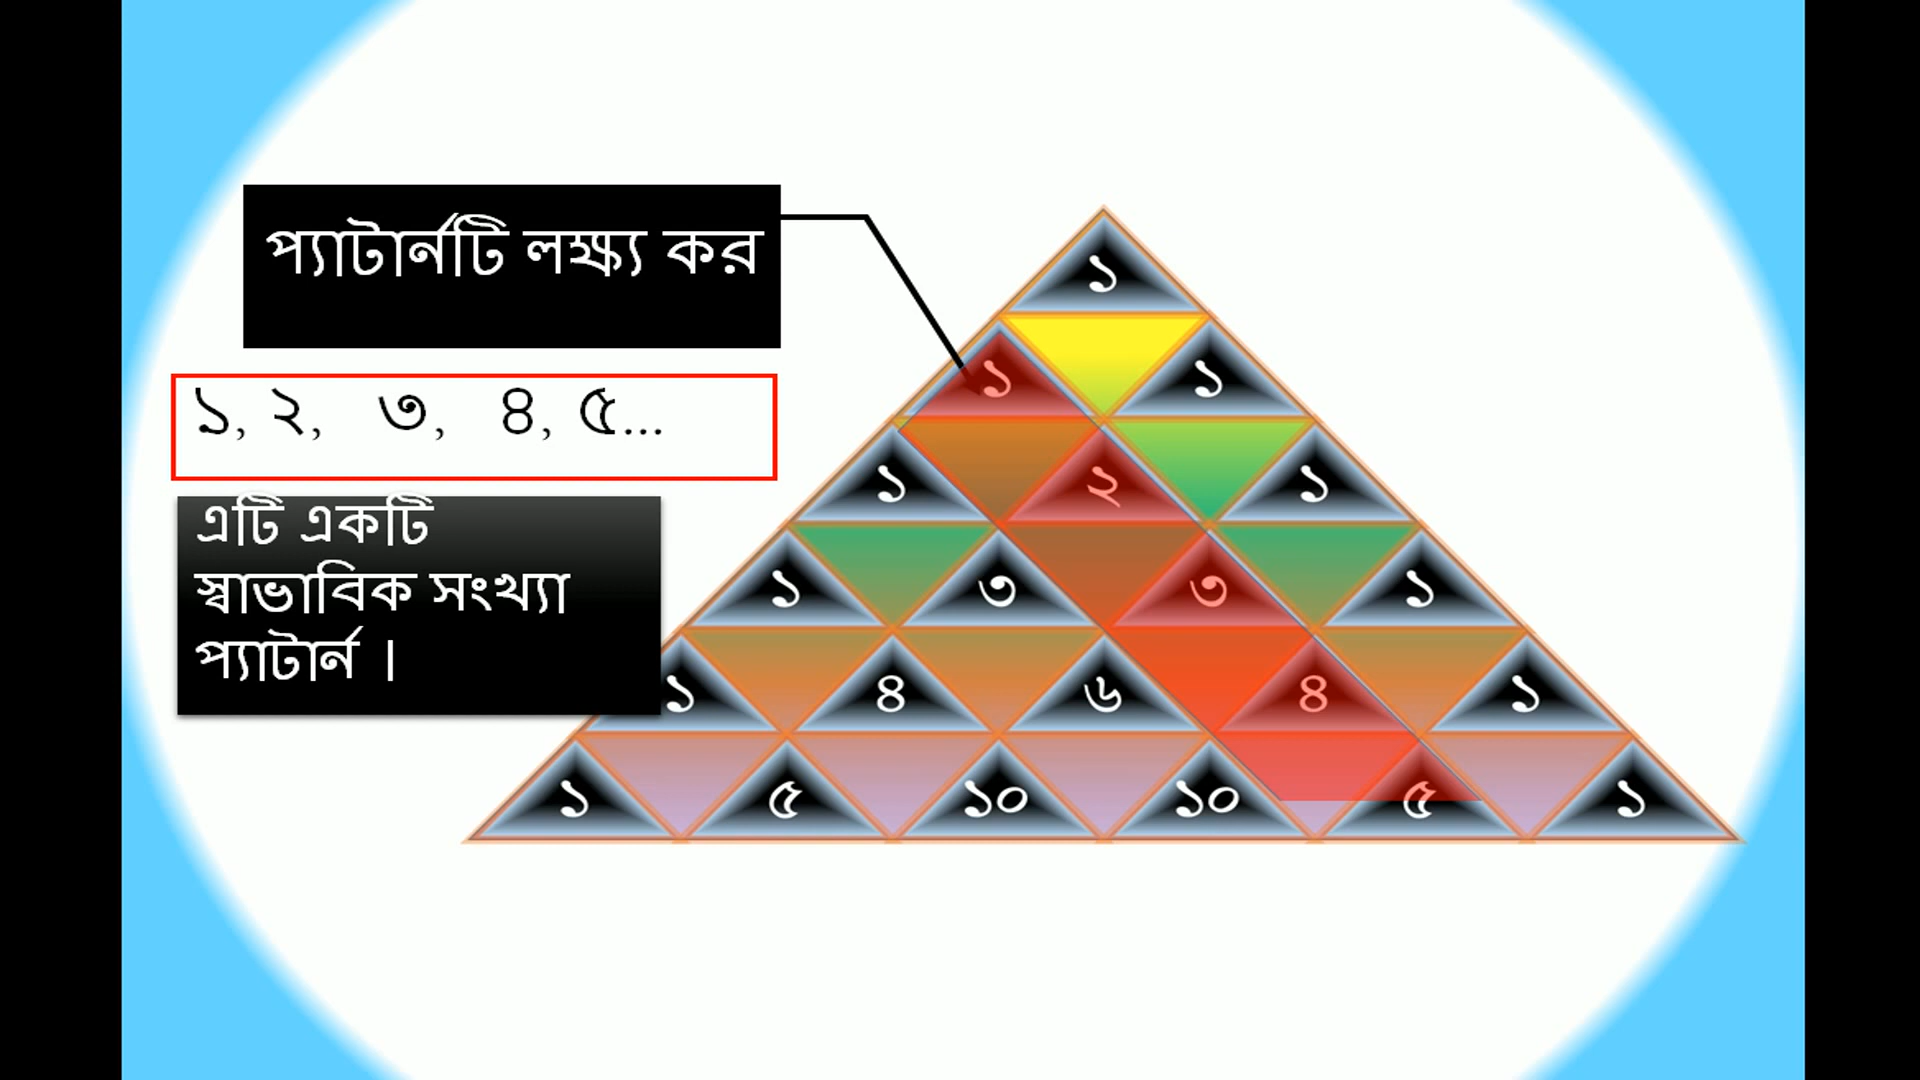 প্যাটার্নটি লক্ষ্য কর
১, ২, ৩, ৪, ৫...
এটি একটি
স্বাভাবিক সংখ্যা
প্যাটার্ন ।
১
১ ১
১ ২ ১
১ ৩ ৩ ১
১ ৪ ৬ ৪ ১
১ ৫ ১০ ১০ ৫ ১